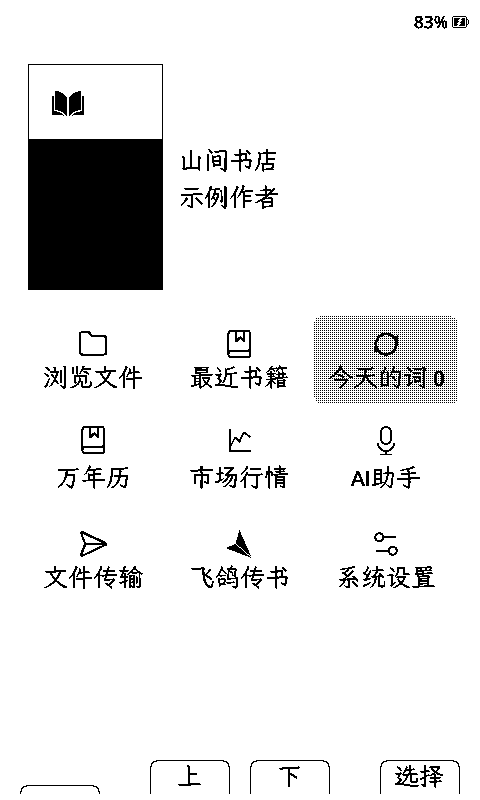 83%
山间书店
示例作者
浏览文件 最近书籍 今天的词 0
万年历 市场行情 AI助手
文件传输 飞鸽传书 系统设置
上 下 选择